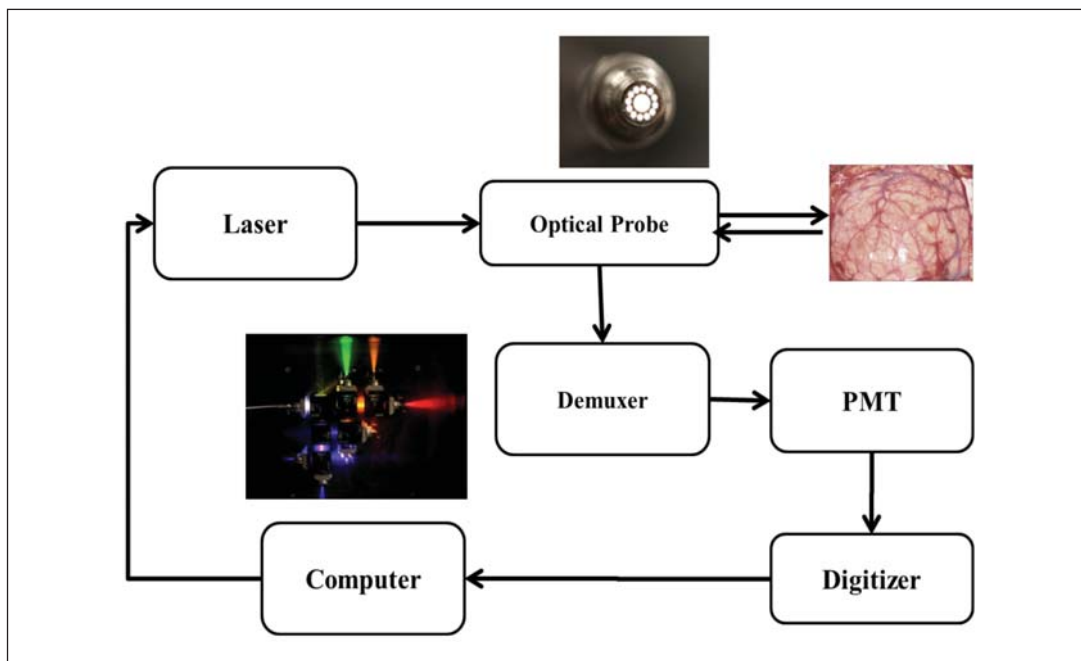 Laser
Optical Probe
Demuxer
PMT
Computer
Digitizer